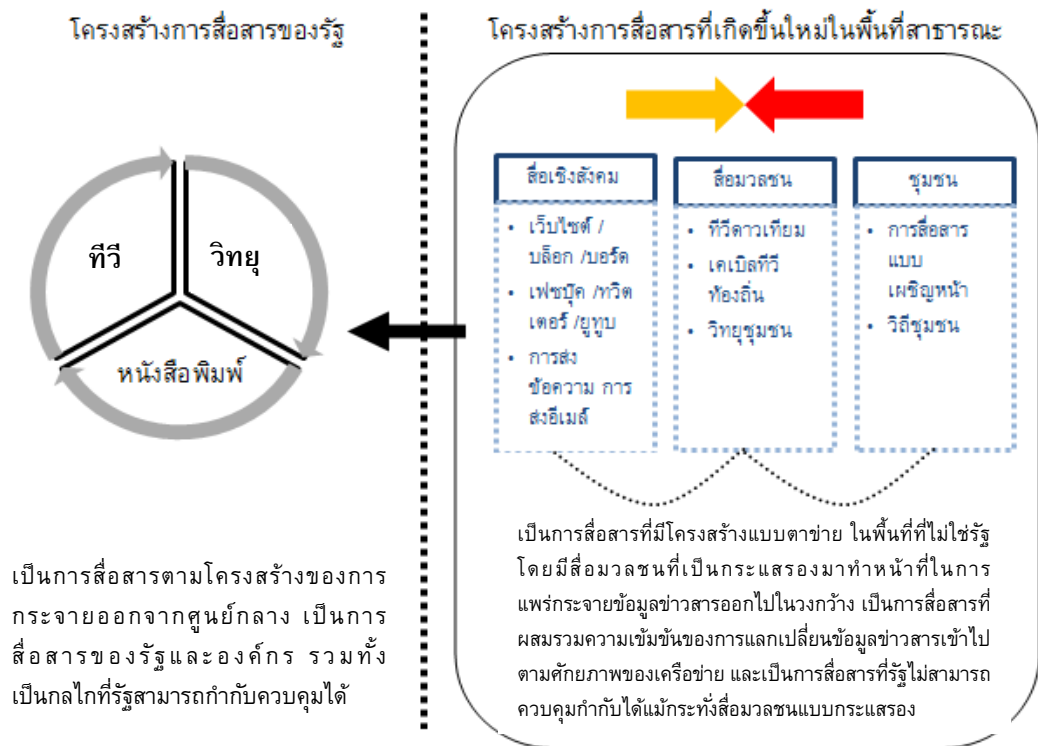 โครงสร้างการสื่อสารของรัฐ
ทีวี
วิทยุ
หนังสือพิมพ์
เป็นการสื่อสารตามโครงสร้างของการ
กระจายออกจากศูนย์กลาง เป็นการ
สื่อสารของรัฐและองค์กร รวมทั้ง
เป็นกลไกที่รัฐสามารถกำกับควบคุมได้
โครงสร้างการสื่อสารที่เกิดขึ้นใหม่ในพื้นที่สาธารณะ
สื่อเชิงสังคม
• เว็บไซต์ /
บล็อก /บอร์ด
• เฟซบุ๊ค /ทวิต
เตอร์ /ยูทูบ
• การส่ง
ข้อความ การ
ส่งอีเมล์
สื่อมวลชน
• ทีวีดาวเทียม
• เคเบิลทีวี
ท้องถิ่น
• วิทยุชุมชน
ชุมชน
• การสื่อสาร
แบบ
เผชิญหน้า
• วิถีชุมชน
เป็นการสื่อสารที่มีโครงสร้างแบบตาข่าย ในพื้นที่ที่ไม่ใช่รัฐ
โดยมีสื่อมวลชนที่เป็นกระแสรองมาทำหน้าที่ในการ
แพร่กระจายข้อมูลข่าวสารออกไปในวงกว้าง เป็นการสื่อสารที่
ผสมรวมความเข้มข้นของการแลกเปลี่ยนข้อมูลข่าวสารเข้าไป
ตามศักยภาพของเครือข่าย และเป็นการสื่อสารที่รัฐไม่สามารถ
ควบคุมกำกับได้แม้กระทั่งสื่อมวลชนแบบกระแสรอง